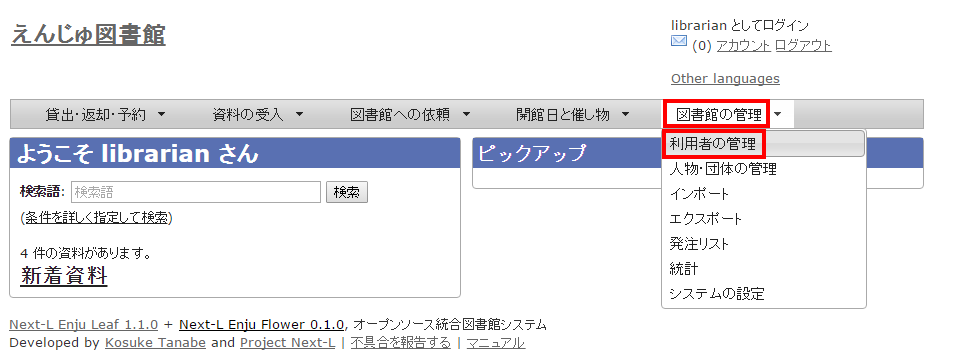 えんじゅ図書館
librarian としてログイン
(0) アカウント ログアウト
Other languages
貸出・返却・予約 資料の受入 図書館への依頼 開館日と催し物 図書館の管理
利用者の管理
人物・団体の管理
インポート
エクスポート
発注リスト
統計
システムの設定
ようこそ librarian さん
検索語: 検索語 検索
(条件を詳しく指定して検索)
4 件の資料があります。
新着資料
ピックアップ
Next-L Enju Leaf 1.1.0 + Next-L Enju Flower 0.1.0, オープンソース統合図書館システム
Developed by Kosuke Tanabe and Project Next-L | 不具合を報告する | マニュアル